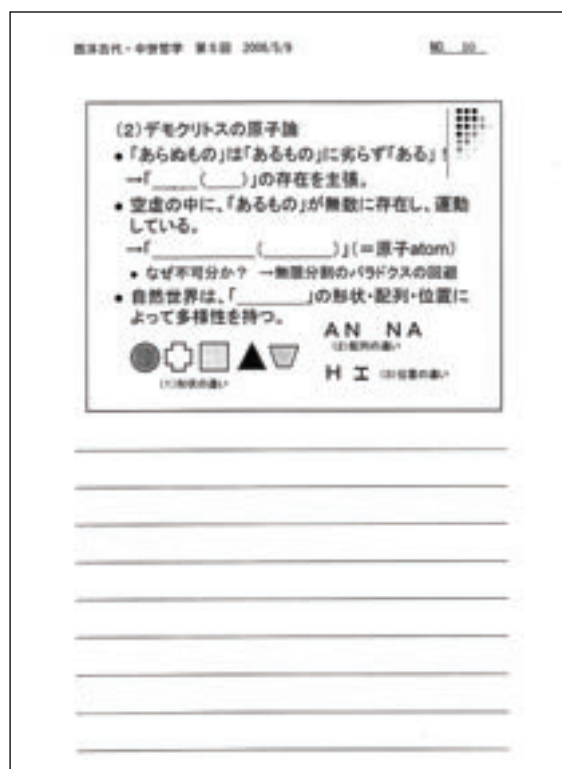 西洋古代・中世哲学 第5回 2006/5/9 NO. 10
(2)デモクリトスの原子論
• 「あらぬもの」は「あるもの」に劣らず「ある」!
→「_____(____)」の存在を主張。
• 空虚の中に、「あるもの」が無数に存在し、運動
している。
→「___________(________)」(=原子atom)
• なぜ不可分か? →無限分割のパラドクスの回避
• 自然世界は、「________」の形状・配列・位置に
よって多様性を持つ。
AN NA
(2)配列の違い
H エ (3)位置の違い
(1)形状の違い